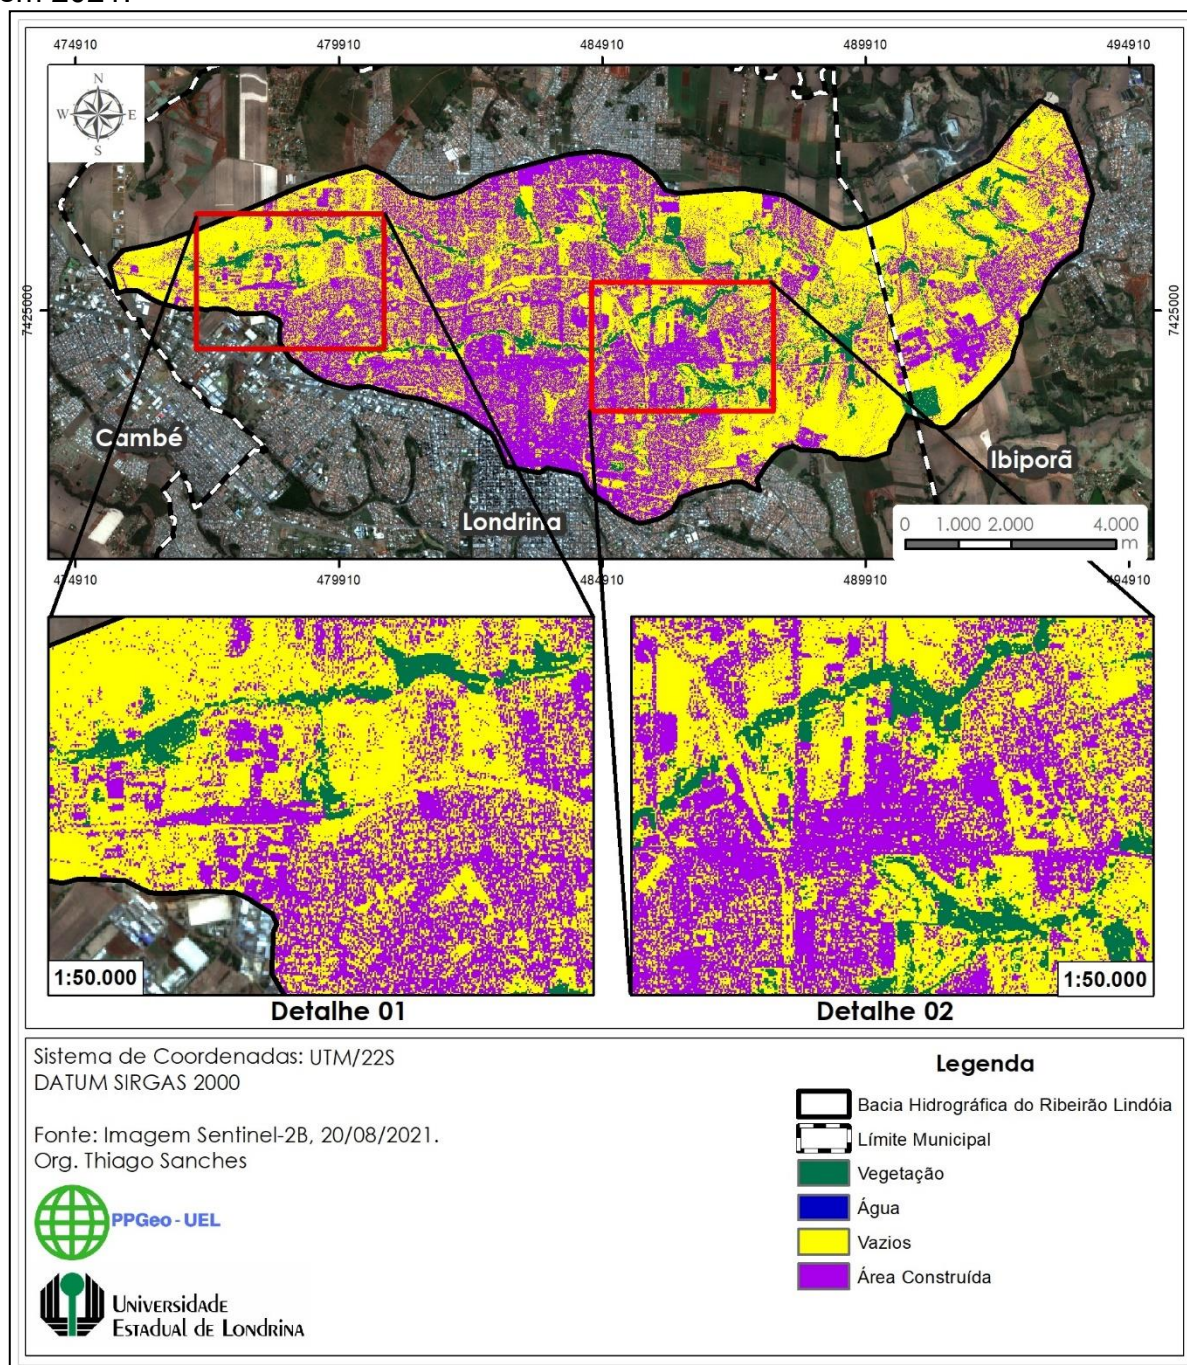 em 2021.
474910 479910 484910 489910 494910
N
W E
S
7425000 7425000
Cambé
Ibiporã
Londrina
0 1.000 2.000 4.000
m
474910 479910 484910 489910 494910
1:50.000
1:50.000
Detalhe 01
Detalhe 02
Sistema de Coordenadas: UTM/22S
DATUM SIRGAS 2000
Fonte: Imagem Sentinel-2B, 20/08/2021.
Org. Thiago Sanches
PPGeo - UEL
UNIVERSIDADE
ESTADUAL DE LONDRINA
Legenda
Bacia Hidrográfica do Ribeirão Lindóia
Límite Municipal
Vegetação
Água
Vazios
Área Construída